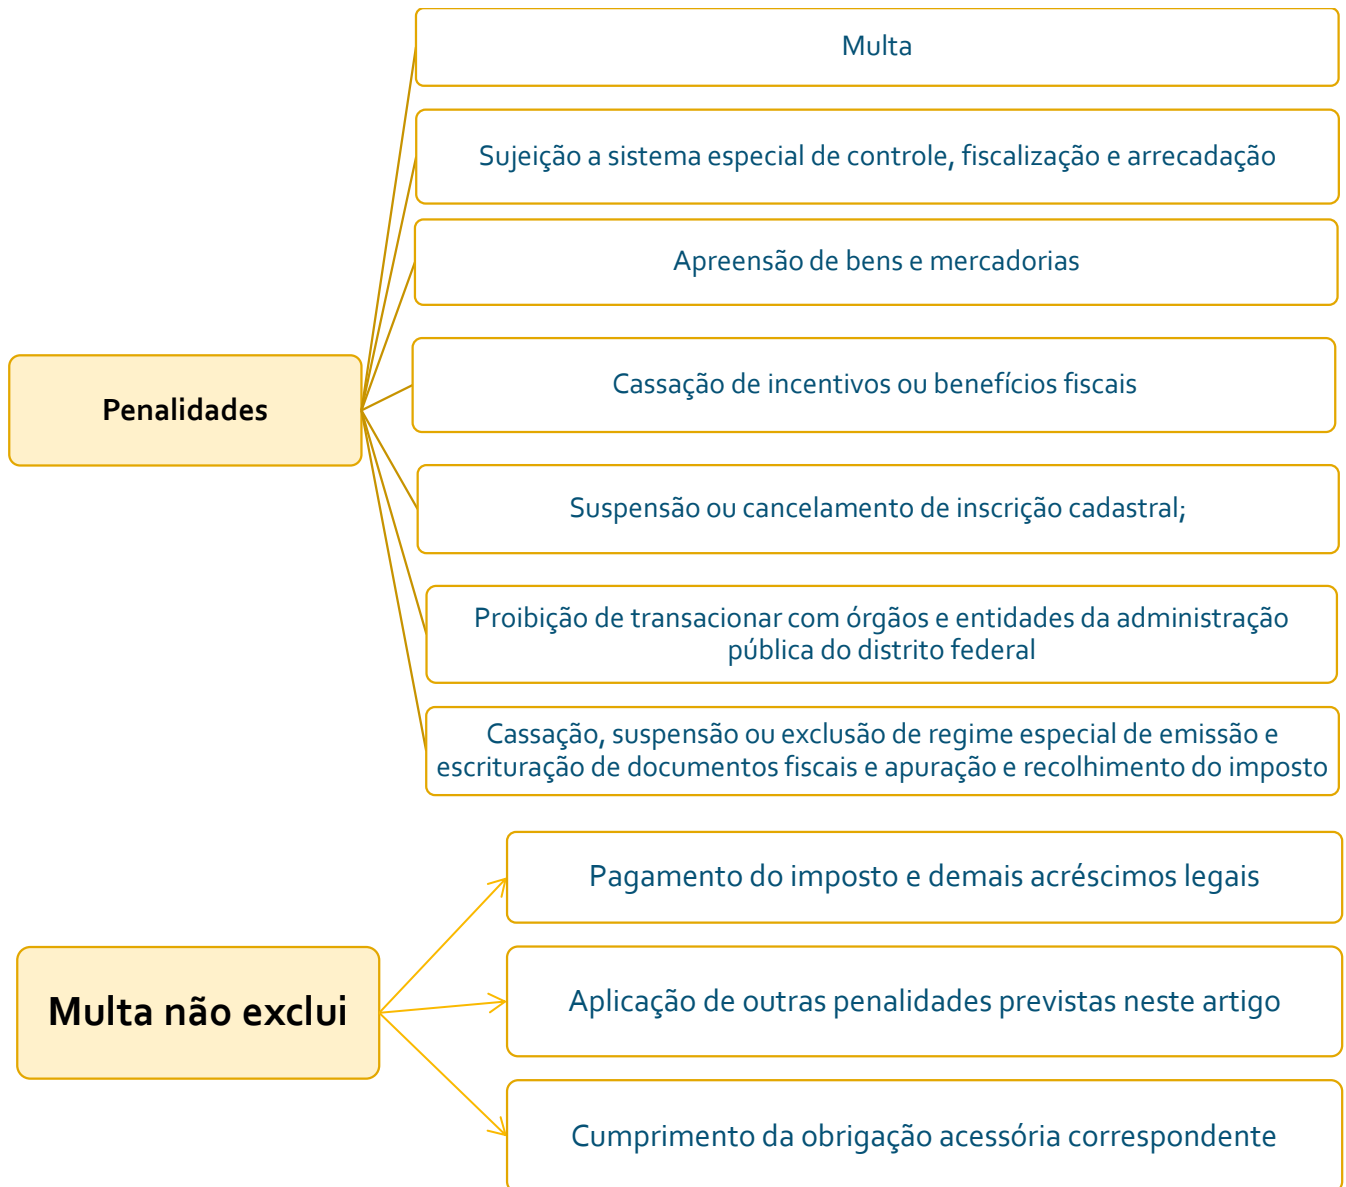 Multa
Sujeição a sistema especial de controle, fiscalização e arrecadação
Apreensão de bens e mercadorias
Cassação de incentivos ou benefícios fiscais
Penalidades
Suspensão ou cancelamento de inscrição cadastral;
Proibição de transacionar com órgãos e entidades da administração
pública do distrito federal
Cassação, suspensão ou exclusão de regime especial de emissão e
escrituração de documentos fiscais e apuração e recolhimento do imposto
Pagamento do imposto e demais acréscimos legais
Multa não exclui
Aplicação de outras penalidades previstas neste artigo
Cumprimento da obrigação acessória correspondente